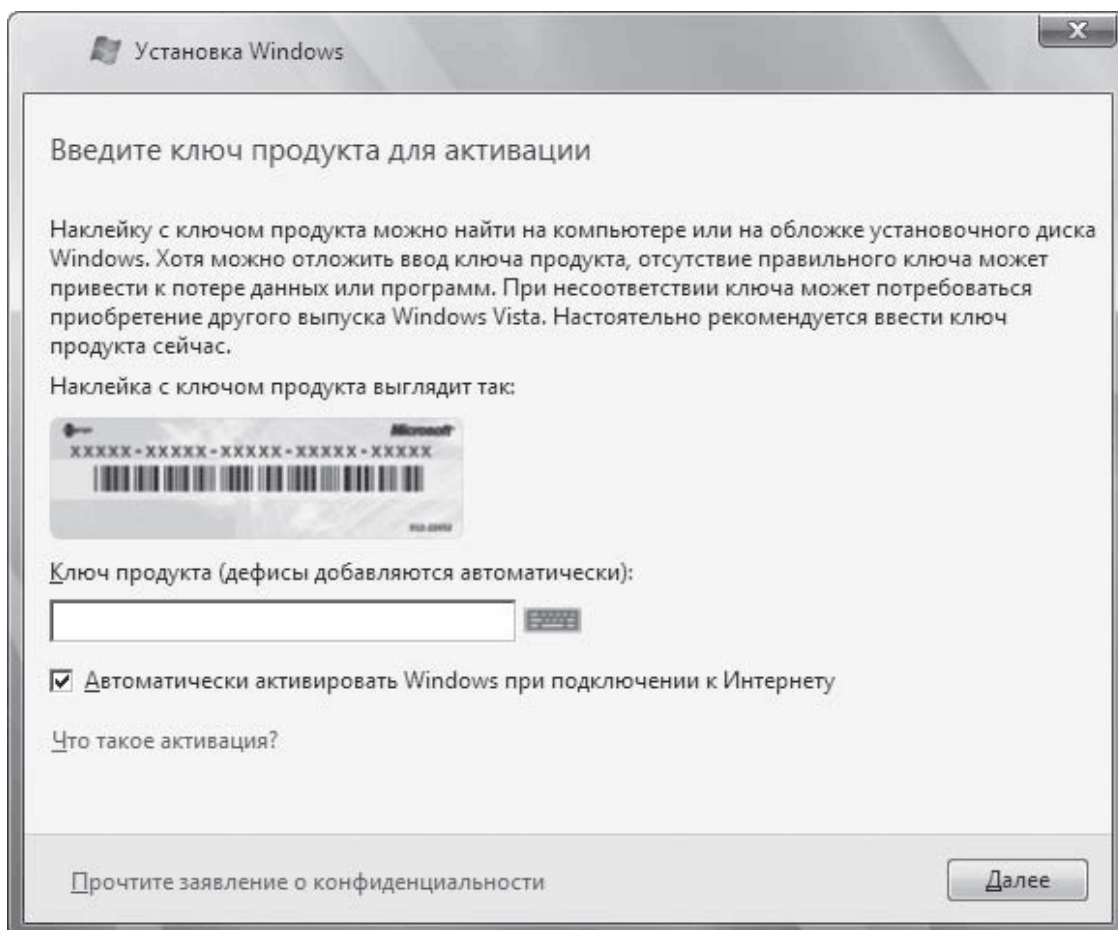 Установка Windows
Введите ключ продукта для активации
Наклейку с ключом продукта можно найти на компьютере или на обложке установочного диска
Windows. Хотя можно отложить ввод ключа продукта, отсутствие правильного ключа может
привести к потере данных или программ. При несоответствии ключа может потребоваться
приобретение другого выпуска Windows Vista. Настоятельно рекомендуется ввести ключ
продукта сейчас.
Наклейка с ключом продукта выглядит так:
Microsoft
XXXXX-XXXXX-XXXXX-XXXXX-XXXXX
Ключ продукта (дефисы добавляются автоматически):
Автоматически активировать Windows при подключении к Интернету
Что такое активация?
Прочтите заявление о конфиденциальности
Далее